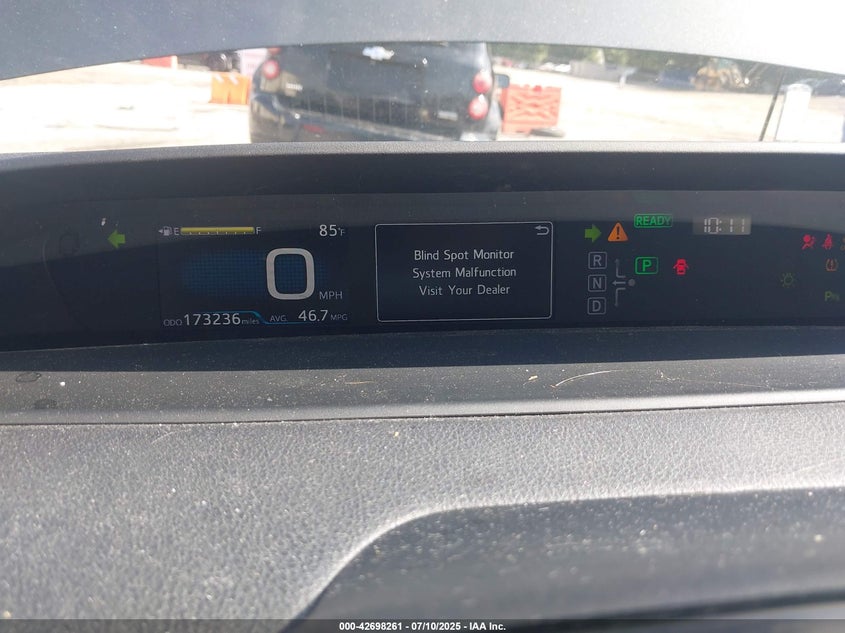 E F
85°F
0 MPH
ODO 173236 miles AVG. 46.7 MPG
Blind Spot Monitor
System Malfunction
Visit Your Dealer
READY
10:11
R
P
N
D
000-42698261 - 07/10/2025 - IAA Inc.